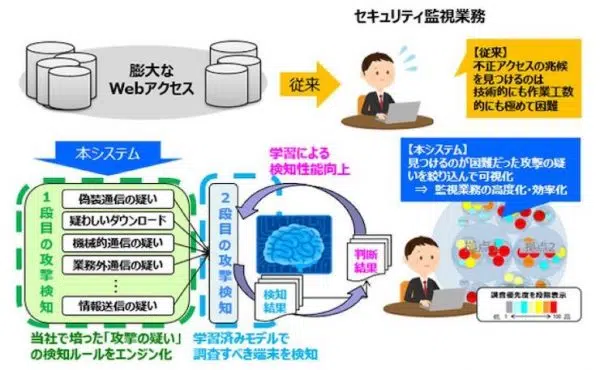 セキュリティ監視業務
膨大な
Webアクセス
従来
【従来】
不正アクセスの兆候
を見つけるのは
技術的にも作業工数
的にも極めて困難
本システム
学習による
検知性能向上
【本システム】
見つけるのが困難だった攻撃の疑
いを絞り込んで可視化
⇒ 監視業務の高度化・効率化
1段目の攻撃検知
偽装通信の疑い
疑わしいダウンロード
機械的通信の疑い
業務外通信の疑い
情報送信の疑い
2段目の攻撃検知
検知
結果
判断
結果
拠点1
拠点2
調査優先度を段階表示
低 1
100 高
当社で培った「攻撃の疑い」
の検知ルールをエンジン化
学習済みモデルで
調査すべき端末を検知